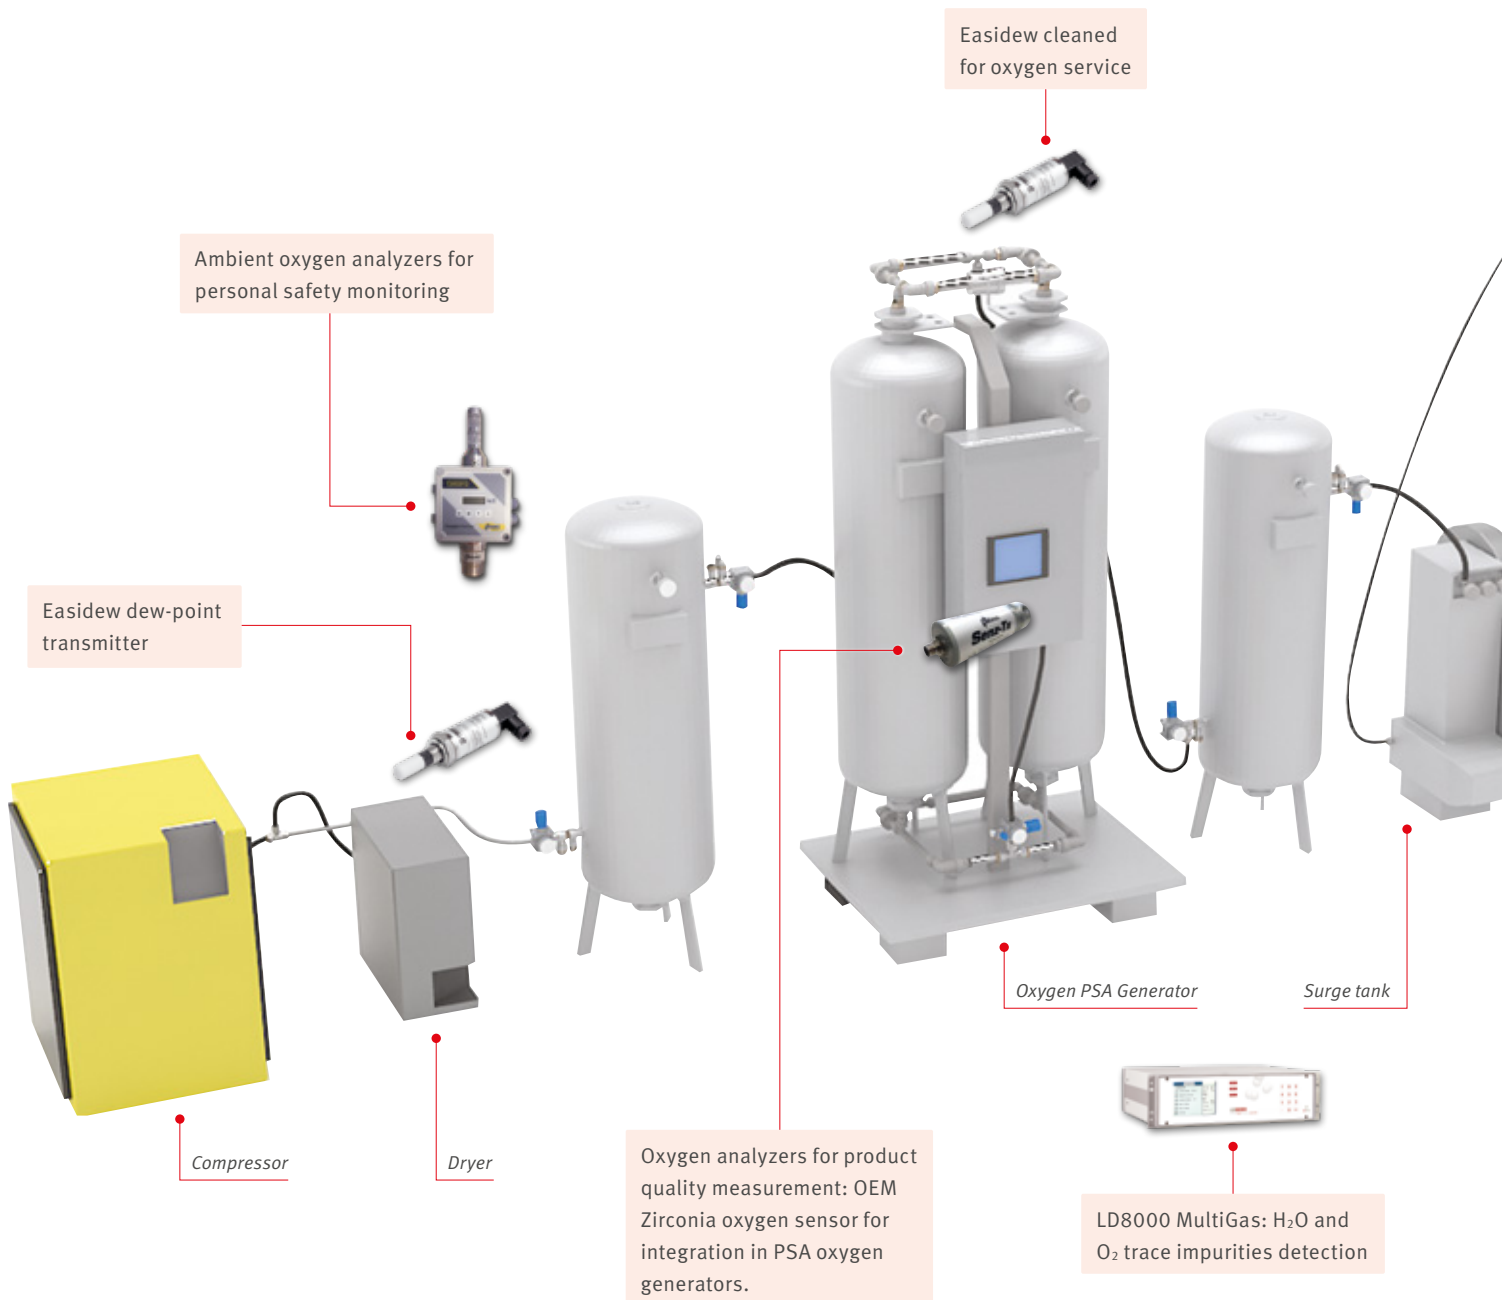 Easidew cleaned
for oxygen service
Ambient oxygen analyzers for
personal safety monitoring
Easidew dew-point
transmitter
Senz-Tx
Oxygen PSA Generator
Surge tank
Compressor
Dryer
Oxygen analyzers for product
quality measurement: OEM
Zirconia oxygen sensor for
integration in PSA oxygen
generators.
LD8000 MultiGas: H₂O and
O₂ trace impurities detection